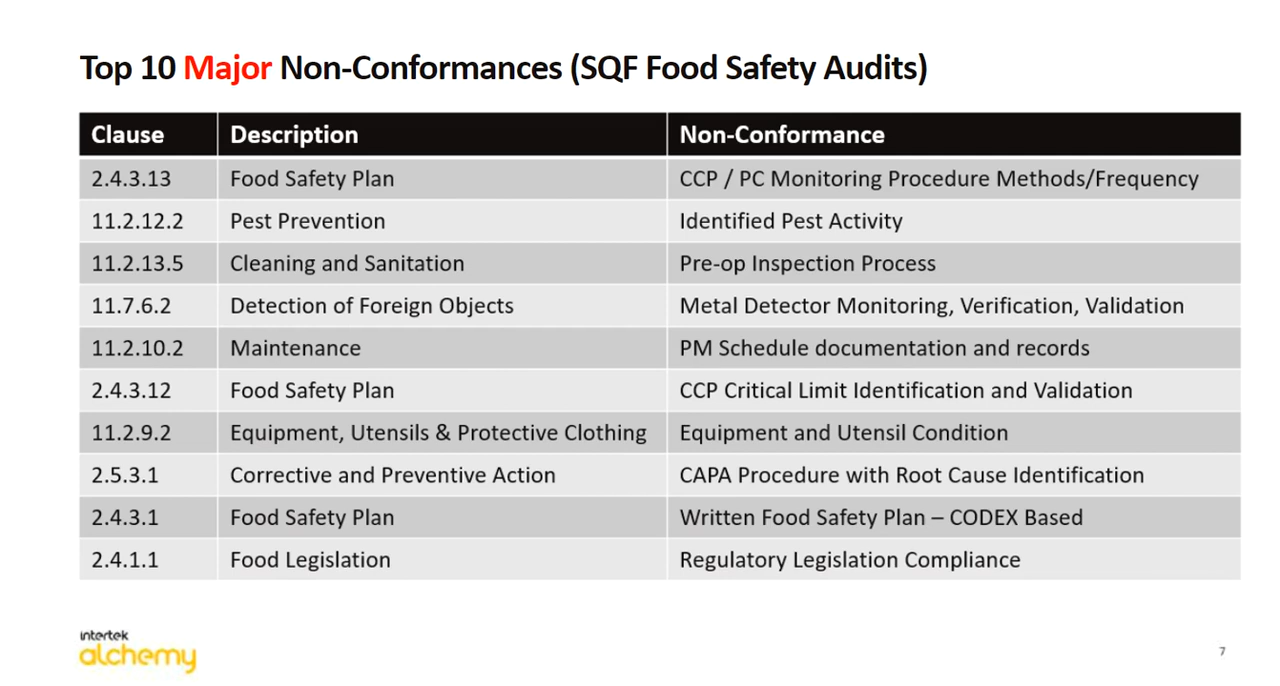 Top 10 Major Non-Conformances (SQF Food Safety Audits)
Clause Description Non-Conformance
2.4.3.13 Food Safety Plan CCP / PC Monitoring Procedure Methods/Frequency
11.2.12.2 Pest Prevention Identified Pest Activity
11.2.13.5 Cleaning and Sanitation Pre-op Inspection Process
11.7.6.2 Detection of Foreign Objects Metal Detector Monitoring, Verification, Validation
11.2.10.2 Maintenance PM Schedule documentation and records
2.4.3.12 Food Safety Plan CCP Critical Limit Identification and Validation
11.2.9.2 Equipment, Utensils & Protective Clothing Equipment and Utensil Condition
2.5.3.1 Corrective and Preventive Action CAPA Procedure with Root Cause Identification
2.4.3.1 Food Safety Plan Written Food Safety Plan – CODEX Based
2.4.1.1 Food Legislation Regulatory Legislation Compliance
intertek
alchemy
7